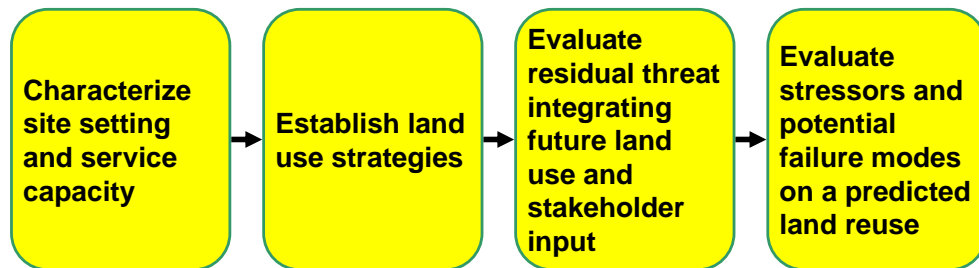 Characterize
site setting
and service
capacity
Establish land
use strategies
Evaluate
residual threat
integrating
future land
use and
stakeholder
input
Evaluate
stressors and
potential
failure modes
on a predicted
land reuse